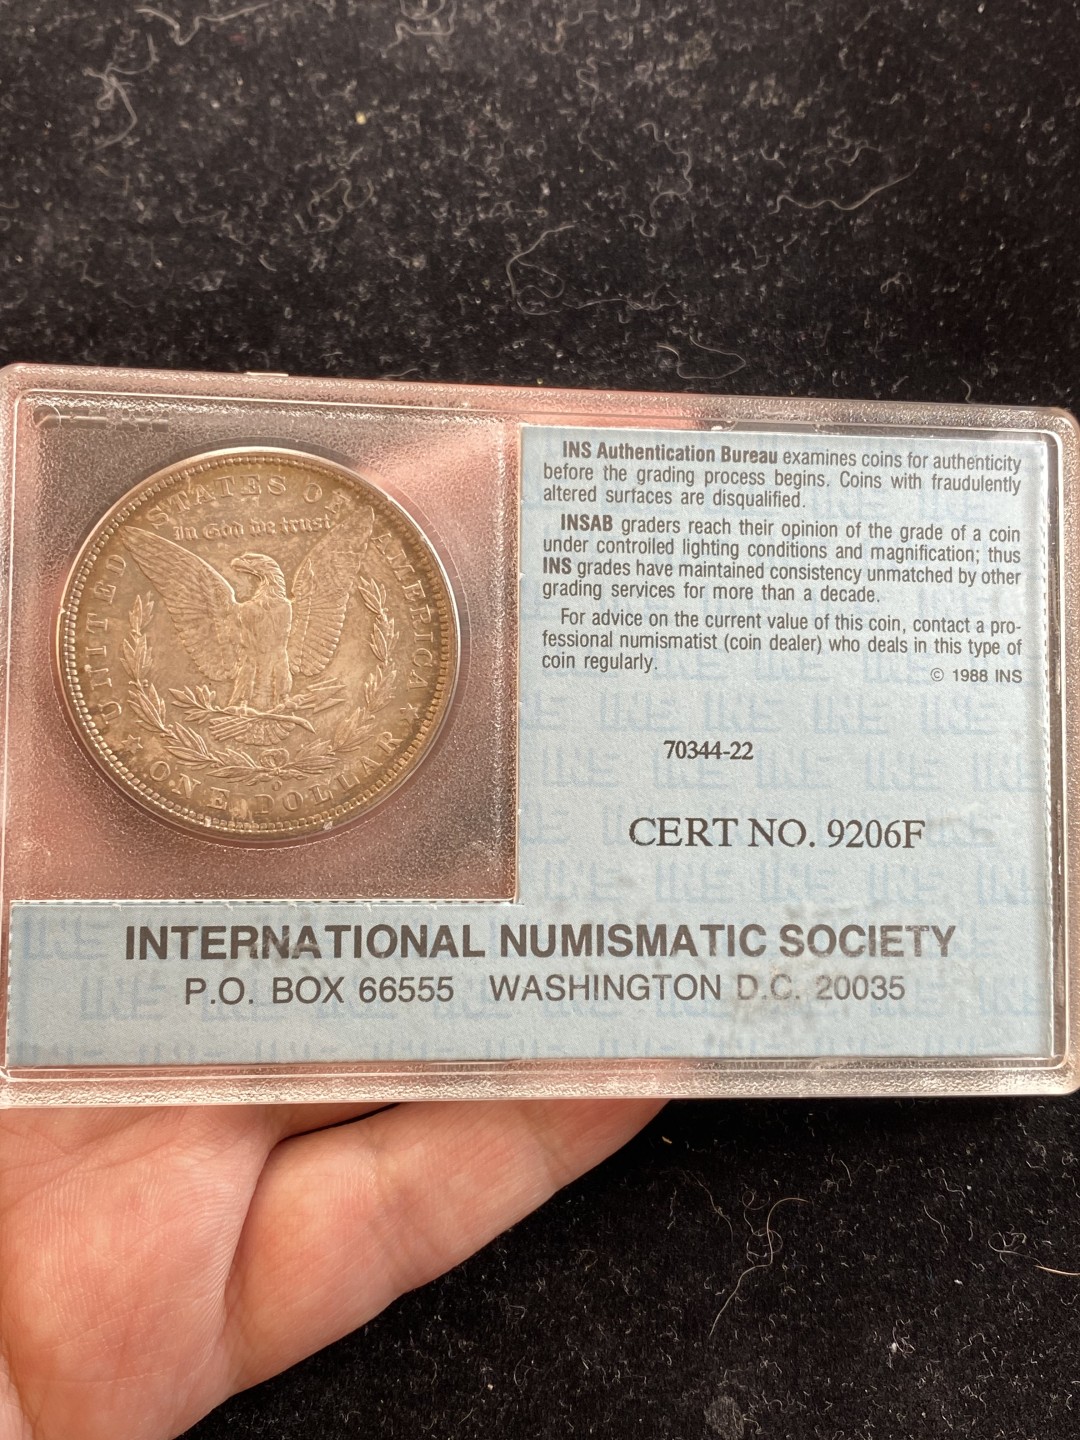 UNITED STATES OF AMERICA
In God we trust
O
ONE DOLLAR
INS Authentication Bureau examines coins for authenticity
before the grading process begins. Coins with fraudulently
altered surfaces are disqualified.
INSAB graders reach their opinion of the grade of a coin
under controlled lighting conditions and magnification; thus
INS grades have maintained consistency unmatched by other
grading services for more than a decade.
For advice on the current value of this coin, contact a pro-
fessional numismatist (coin dealer) who deals in this type of
coin regularly.
© 1988 INS
70344-22
CERT NO. 9206F
INTERNATIONAL NUMISMATIC SOCIETY
P.O. BOX 66555 WASHINGTON D.C. 20035